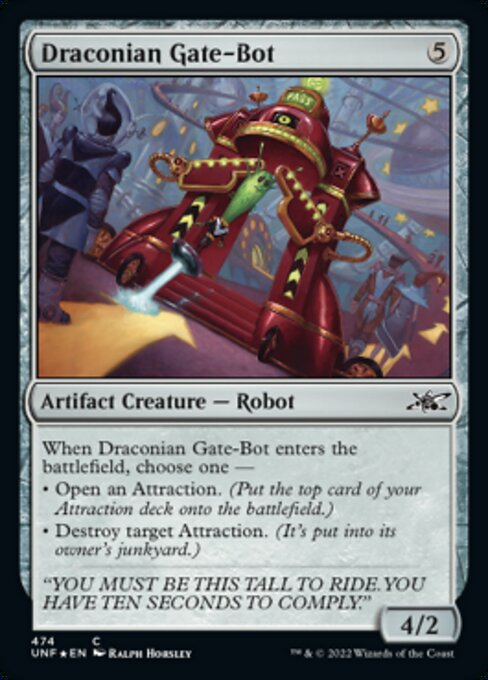 Draconian Gate-Bot 5
PASS
Artifact Creature — Robot
When Draconian Gate-Bot enters the
battlefield, choose one —
• Open an Attraction. (Put the top card of your
Attraction deck onto the battlefield.)
• Destroy target Attraction. (It's put into its
owner's junkyard.)
"YOU MUST BE THIS TALL TO RIDE. YOU
HAVE TEN SECONDS TO COMPLY."
4/2
474 C
UNF ★ EN RALPH HORSLEY ™ & © 2022 Wizards of the Coast